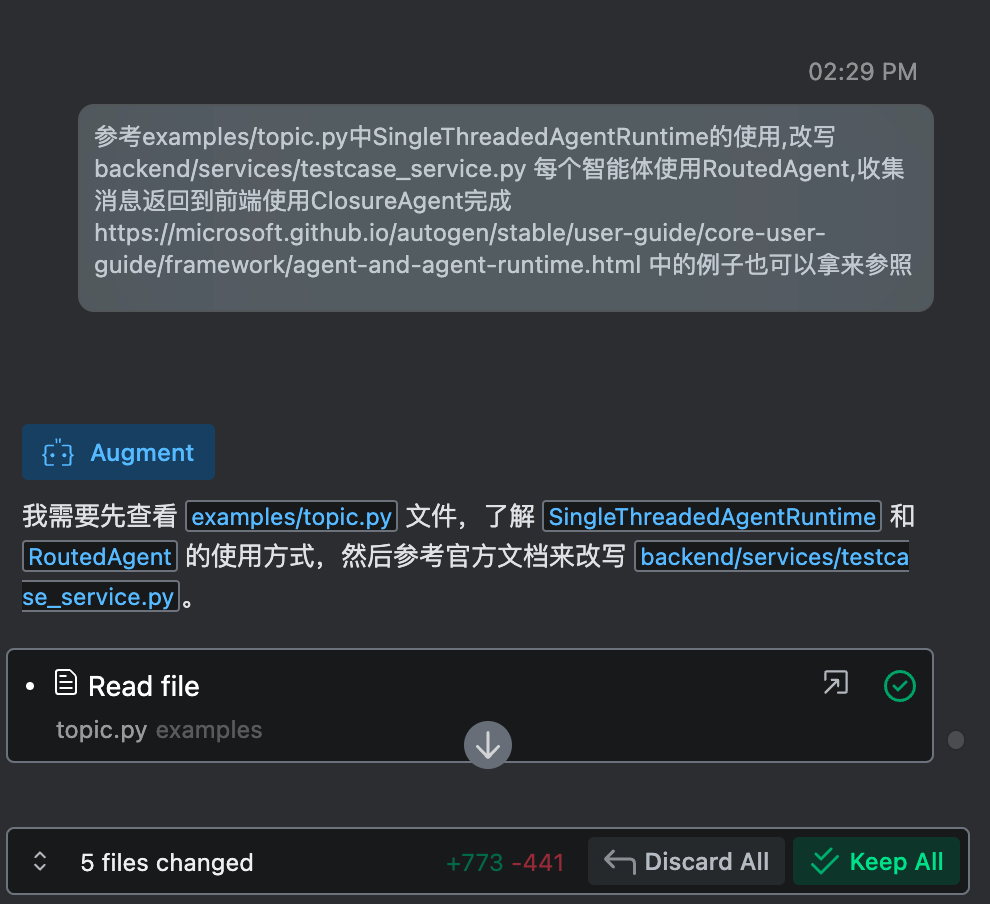 02:29 PM
参考examples/topic.py中SingleThreadedAgentRuntime的使用,改写
backend/services/testcase_service.py 每个智能体使用RoutedAgent,收集
消息返回到前端使用ClosureAgent完成
https://microsoft.github.io/autogen/stable/user-guide/core-user-
guide/framework/agent-and-agent-runtime.html 中的例子也可以拿来参照
Augment
我需要先查看 examples/topic.py 文件，了解 SingleThreadedAgentRuntime 和
RoutedAgent 的使用方式，然后参考官方文档来改写 backend/services/testca
se_service.py。
Read file
topic.py examples
5 files changed +773 -441 Discard All Keep All